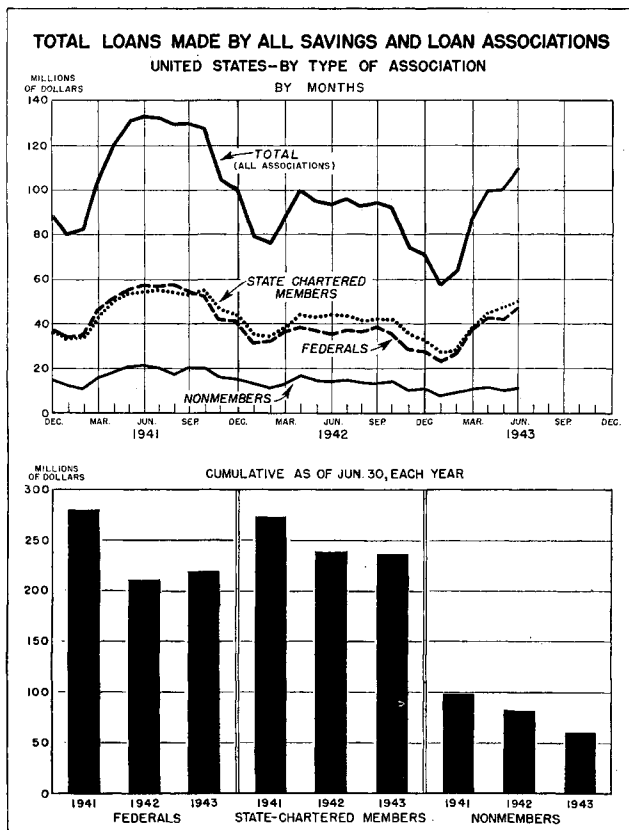 TOTAL LOANS MADE BY ALL SAVINGS AND LOAN ASSOCIATIONS
UNITED STATES-BY TYPE OF ASSOCIATION
BY MONTHS
MILLIONS
OF DOLLARS
140
120
100
80
60
40
20
0
TOTAL
(ALL ASSOCIATIONS)
STATE CHARTERED
MEMBERS
FEDERALS
NONMEMBERS
DEC. MAR. JUN. SEP. DEC. MAR. JUN. SEP. DEC. MAR. JUN. SEP. DEC.
1941 1942 1943
MILLIONS
OF DOLLARS
CUMULATIVE AS OF JUN. 30, EACH YEAR
300
250
200
150
100
50
0
1941 1942 1943 1941 1942 1943 1941 1942 1943
FEDERALS STATE-CHARTERED MEMBERS NONMEMBERS